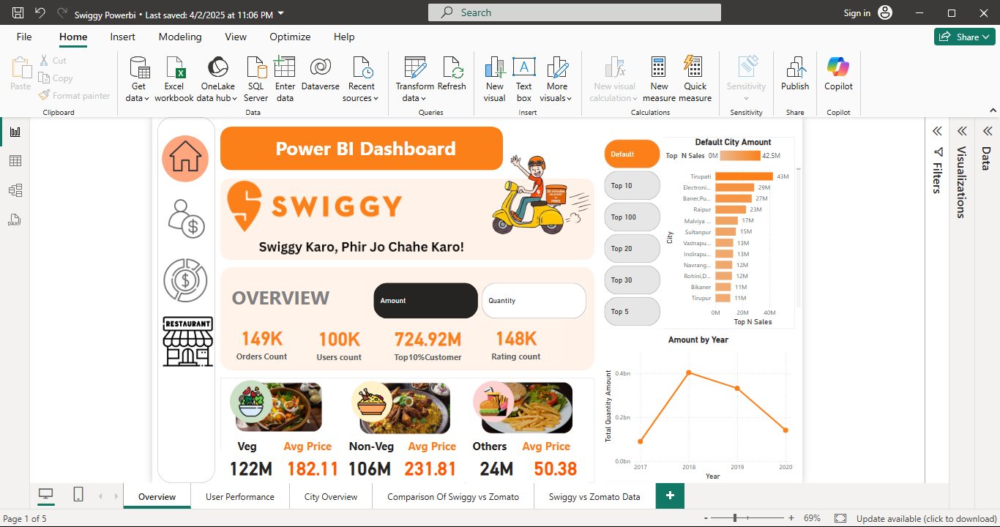 Swiggy Powerbi • Last saved: 4/2/2025 at 11:06 PM
Search
Sign in
File
Home
Insert
Modeling
View
Optimize
Help
Share
Paste
Cut
Copy
Format painter
Clipboard
Get data
Excel workbook
OneLake data hub
SQL Server
Enter data
Dataverse
Recent sources
Data
Transform data
Refresh
Queries
New visual
Text box
More visuals
Insert
New visual calculation
New measure
Quick measure
Calculations
Sensitivity
Sensitivity
Publish
Share
Copilot
Copilot
DAX
Power BI Dashboard
SWIGGY
Swiggy Karo, Phir Jo Chahe Karo!
RESTAURANT
OVERVIEW
Amount
Quantity
149K
Orders Count
100K
Users count
724.92M
Top10%Customer
148K
Rating count
Veg
Avg Price
Non-Veg
Avg Price
Others
Avg Price
122M
182.11
106M
231.81
24M
50.38
Default
Top 10
Top 100
Top 20
Top 30
Top 5
Default City Amount
Top N Sales 0M 42.5M
City
Tirupati 43M
Electroni... 29M
Baner,Pu... 27M
Raipur 23M
Malviya ... 17M
Sultanpur 15M
Vastrapu... 13M
Indirapu... 13M
Navrang... 12M
Rohini,D... 12M
Bikaner 11M
Tirupur 11M
0M 20M 40M
Top N Sales
Amount by Year
Total Quantity Amount
0.4bn
0.2bn
0.0bn
2017 2018 2019 2020
Year
Filters
Visualizations
Data
Overview
User Performance
City Overview
Comparison Of Swiggy vs Zomato
Swiggy vs Zomato Data
+
Page 1 of 5
- + 69%
Update available (click to download)